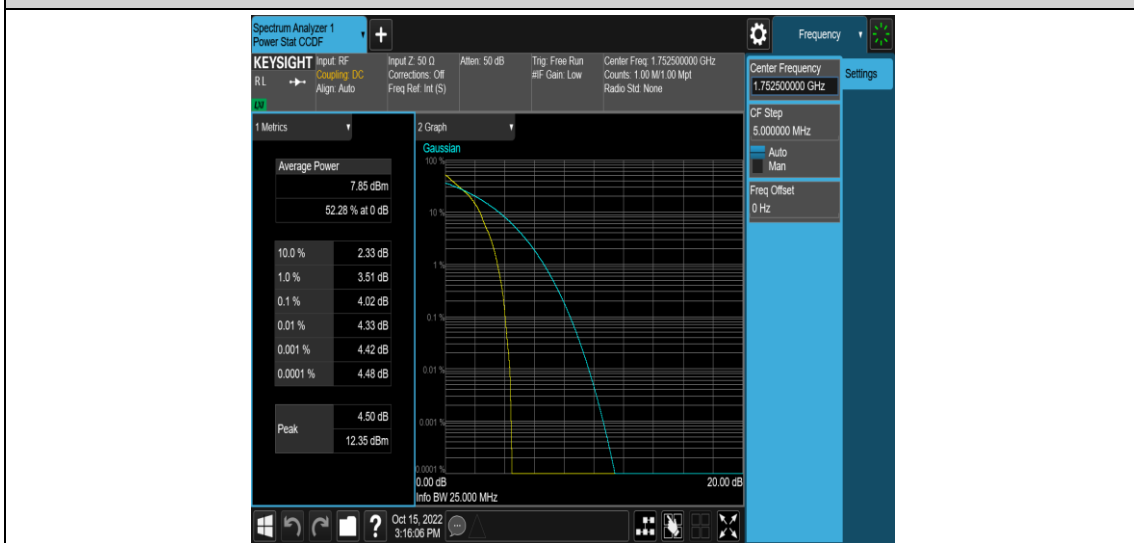 Spectrum Analyzer 1
Power Stat CCDF
+
Frequency
KEYSIGHT
RL
Input: RF
Coupling: DC
Align: Auto
Input Z: 50 Ω
Corrections: Off
Freq Ref: Int (S)
Atten: 50 dB
Trig: Free Run
#IF Gain: Low
Center Freq: 1.752500000 GHz
Counts: 1.00 M/1.00 Mpt
Radio Std: None
Center Frequency
1.752500000 GHz
Settings
CF Step
5.000000 MHz
Auto
Man
Freq Offset
0 Hz
1 Metrics
Average Power
7.85 dBm
52.28 % at 0 dB
10.0 % 2.33 dB
1.0 % 3.51 dB
0.1 % 4.02 dB
0.01 % 4.33 dB
0.001 % 4.42 dB
0.0001 % 4.48 dB
Peak 4.50 dB
12.35 dBm
2 Graph
Gaussian
100 %
10 %
1 %
0.1 %
0.01 %
0.001 %
0.0001 %
0.00 dB 20.00 dB
Info BW 25.000 MHz
?
Oct 15, 2022
3:16:06 PM